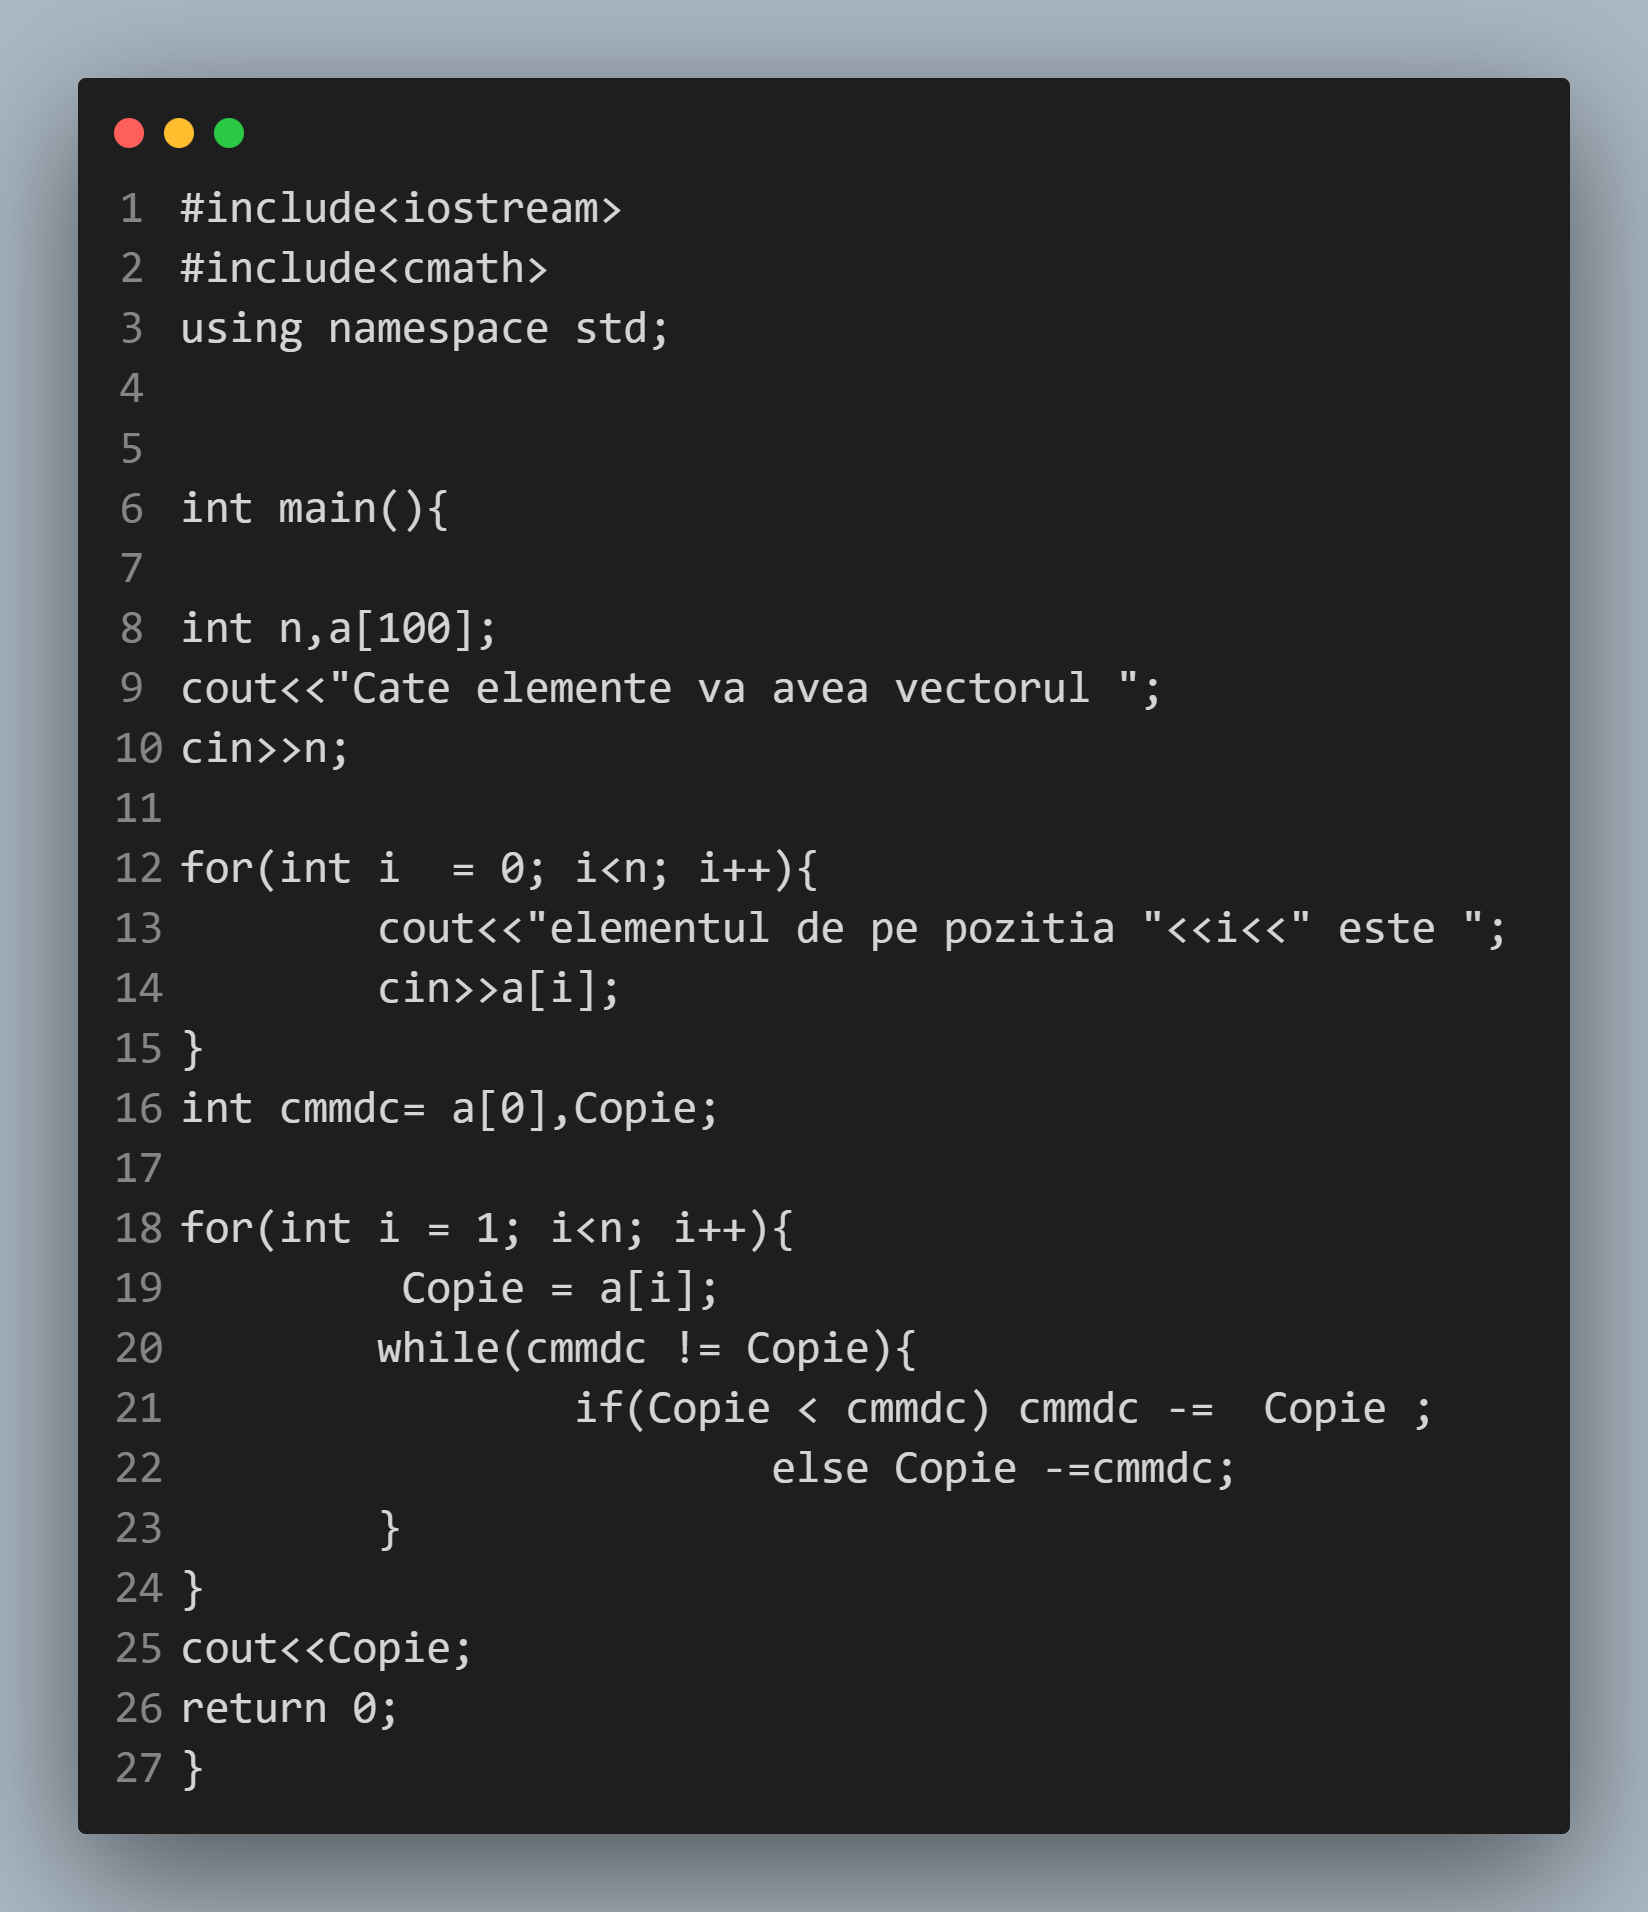 1 #include<iostream>
2 #include<cmath>
3 using namespace std;
4
5
6 int main(){
7
8 int n,a[100];
9 cout<<"Cate elemente va avea vectorul ";
10 cin>>n;
11
12 for(int i  = 0; i<n; i++){
13         cout<<"elementul de pe pozitia "<<i<<" este ";
14         cin>>a[i];
15 }
16 int cmmdc= a[0],Copie;
17
18 for(int i = 1; i<n; i++){
19          Copie = a[i];
20         while(cmmdc != Copie){
21                 if(Copie < cmmdc) cmmdc -=  Copie ;
22                         else Copie -=cmmdc;
23         }
24 }
25 cout<<Copie;
26 return 0;
27 }